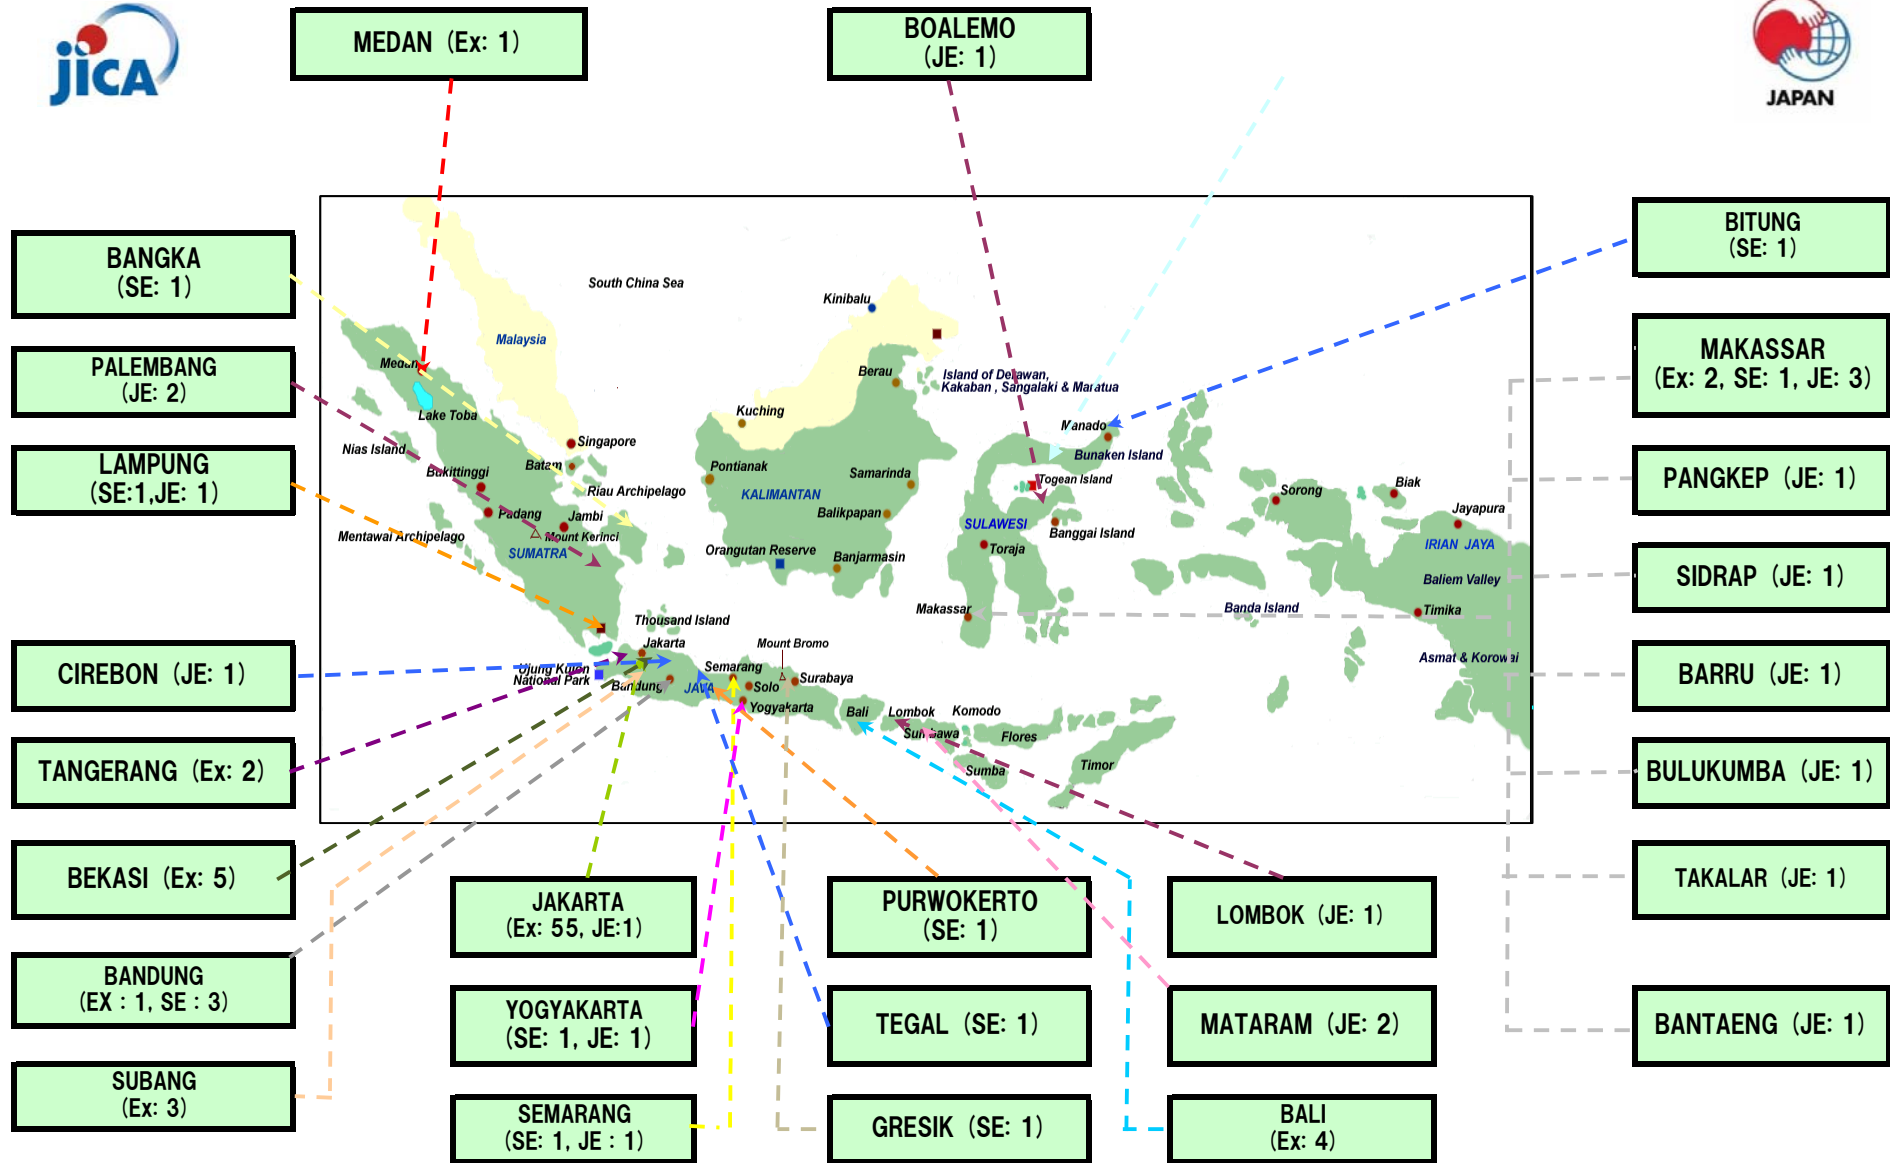 jICA
MEDAN (Ex: 1)
BOALEMO
(JE: 1)
JAPAN
BANGKA
(SE: 1)
PALEMBANG
(JE: 2)
LAMPUNG
(SE:1,JE: 1)
CIREBON (JE: 1)
TANGERANG (Ex: 2)
BEKASI (Ex: 5)
BANDUNG
(EX : 1, SE : 3)
SUBANG
(Ex: 3)
South China Sea
Malaysia
Kinibalu
Medan
Lake Toba
Nias Island
Singapore
Batam
Bukittinggi
Riau Archipelago
Padang
Jambi
Mount Kerinci
Mentawai Archipelago
SUMATRA
Berau
Island of Derawan,
Kakaban , Sangalaki & Maratua
Kuching
Pontianak
KALIMANTAN
Samarinda
Balikpapan
Orangutan Reserve
Banjarmasin
Manado
Bunaken Island
Togean Island
SULAWESI
Banggai Island
Toraja
Makassar
Sorong
Biak
Jayapura
IRIAN JAYA
Baliem Valley
Timika
Banda Island
Asmat & Korowai
Thousand Island
Jakarta
Ujung Kulon
National Park
Bandung
JAVA
Semarang
Solo
Yogyakarta
Mount Bromo
Surabaya
Bali
Lombok
Komodo
Sumbawa
Flores
Sumba
Timor
BITUNG
(SE: 1)
MAKASSAR
(Ex: 2, SE: 1, JE: 3)
PANGKEP (JE: 1)
SIDRAP (JE: 1)
BARRU (JE: 1)
BULUKUMBA (JE: 1)
TAKALAR (JE: 1)
BANTAENG (JE: 1)
JAKARTA
(Ex: 55, JE:1)
PURWOKERTO
(SE: 1)
LOMBOK (JE: 1)
YOGYAKARTA
(SE: 1, JE: 1)
TEGAL (SE: 1)
MATARAM (JE: 2)
SEMARANG
(SE: 1, JE : 1)
GRESIK (SE: 1)
BALI
(Ex: 4)